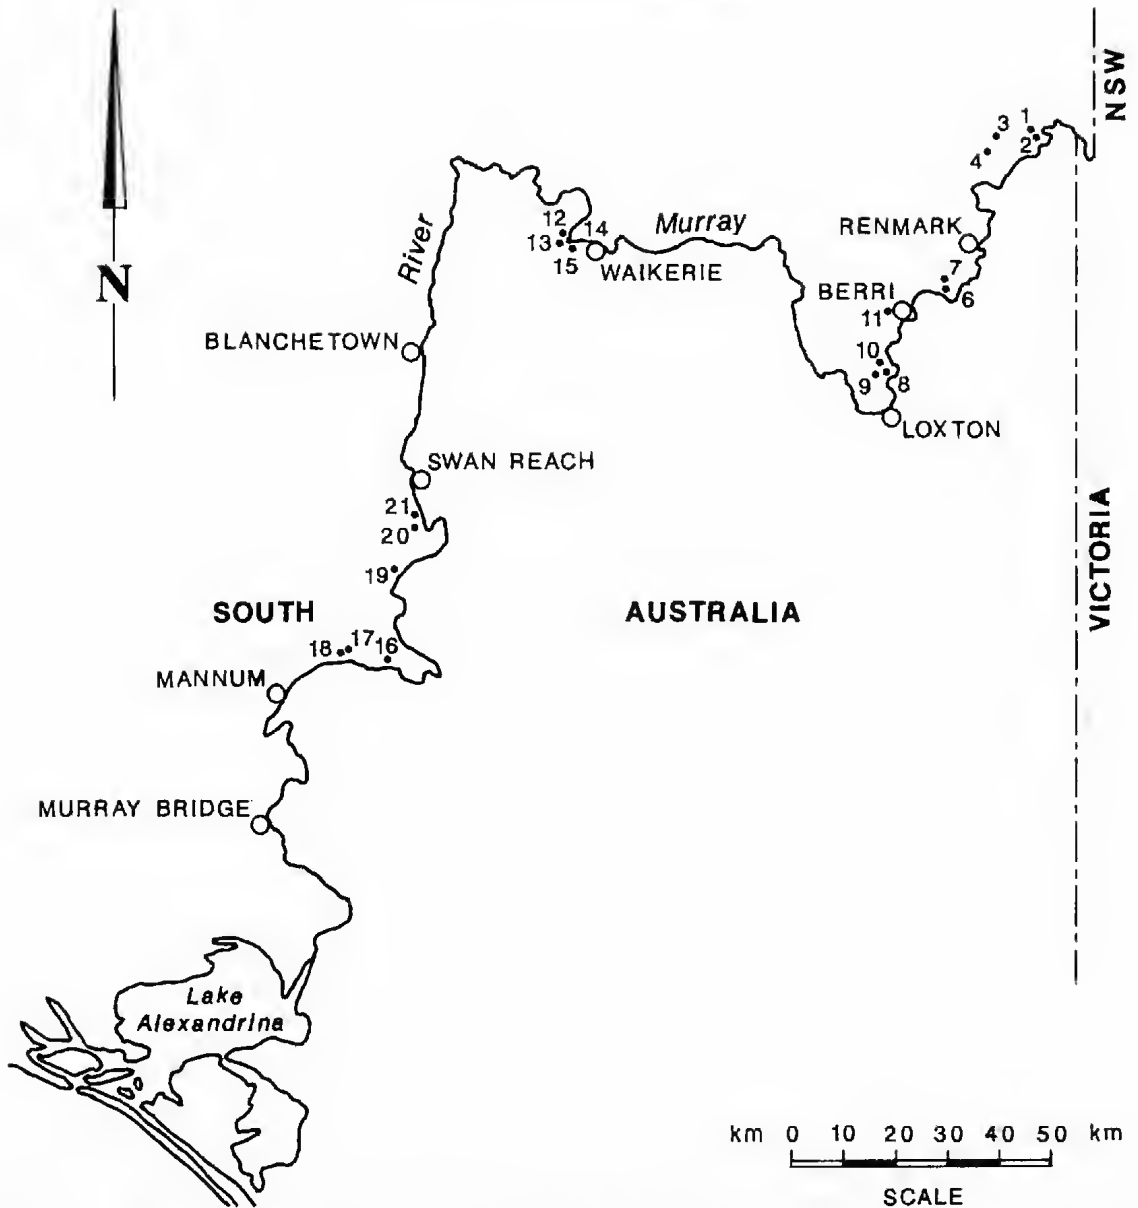 NSW
3
1
4
2
RENMARK
7
6
BERRI
11
10
9
8
LOXTON
12
14
13
15
WAIKERIE
River
Murray
N
BLANCHETOWN
SWAN REACH
21
20
19
SOUTH
AUSTRALIA
VICTORIA
18
17
16
MANNUM
MURRAY BRIDGE
Lake
Alexandrina
km 0 10 20 30 40 50 km
SCALE